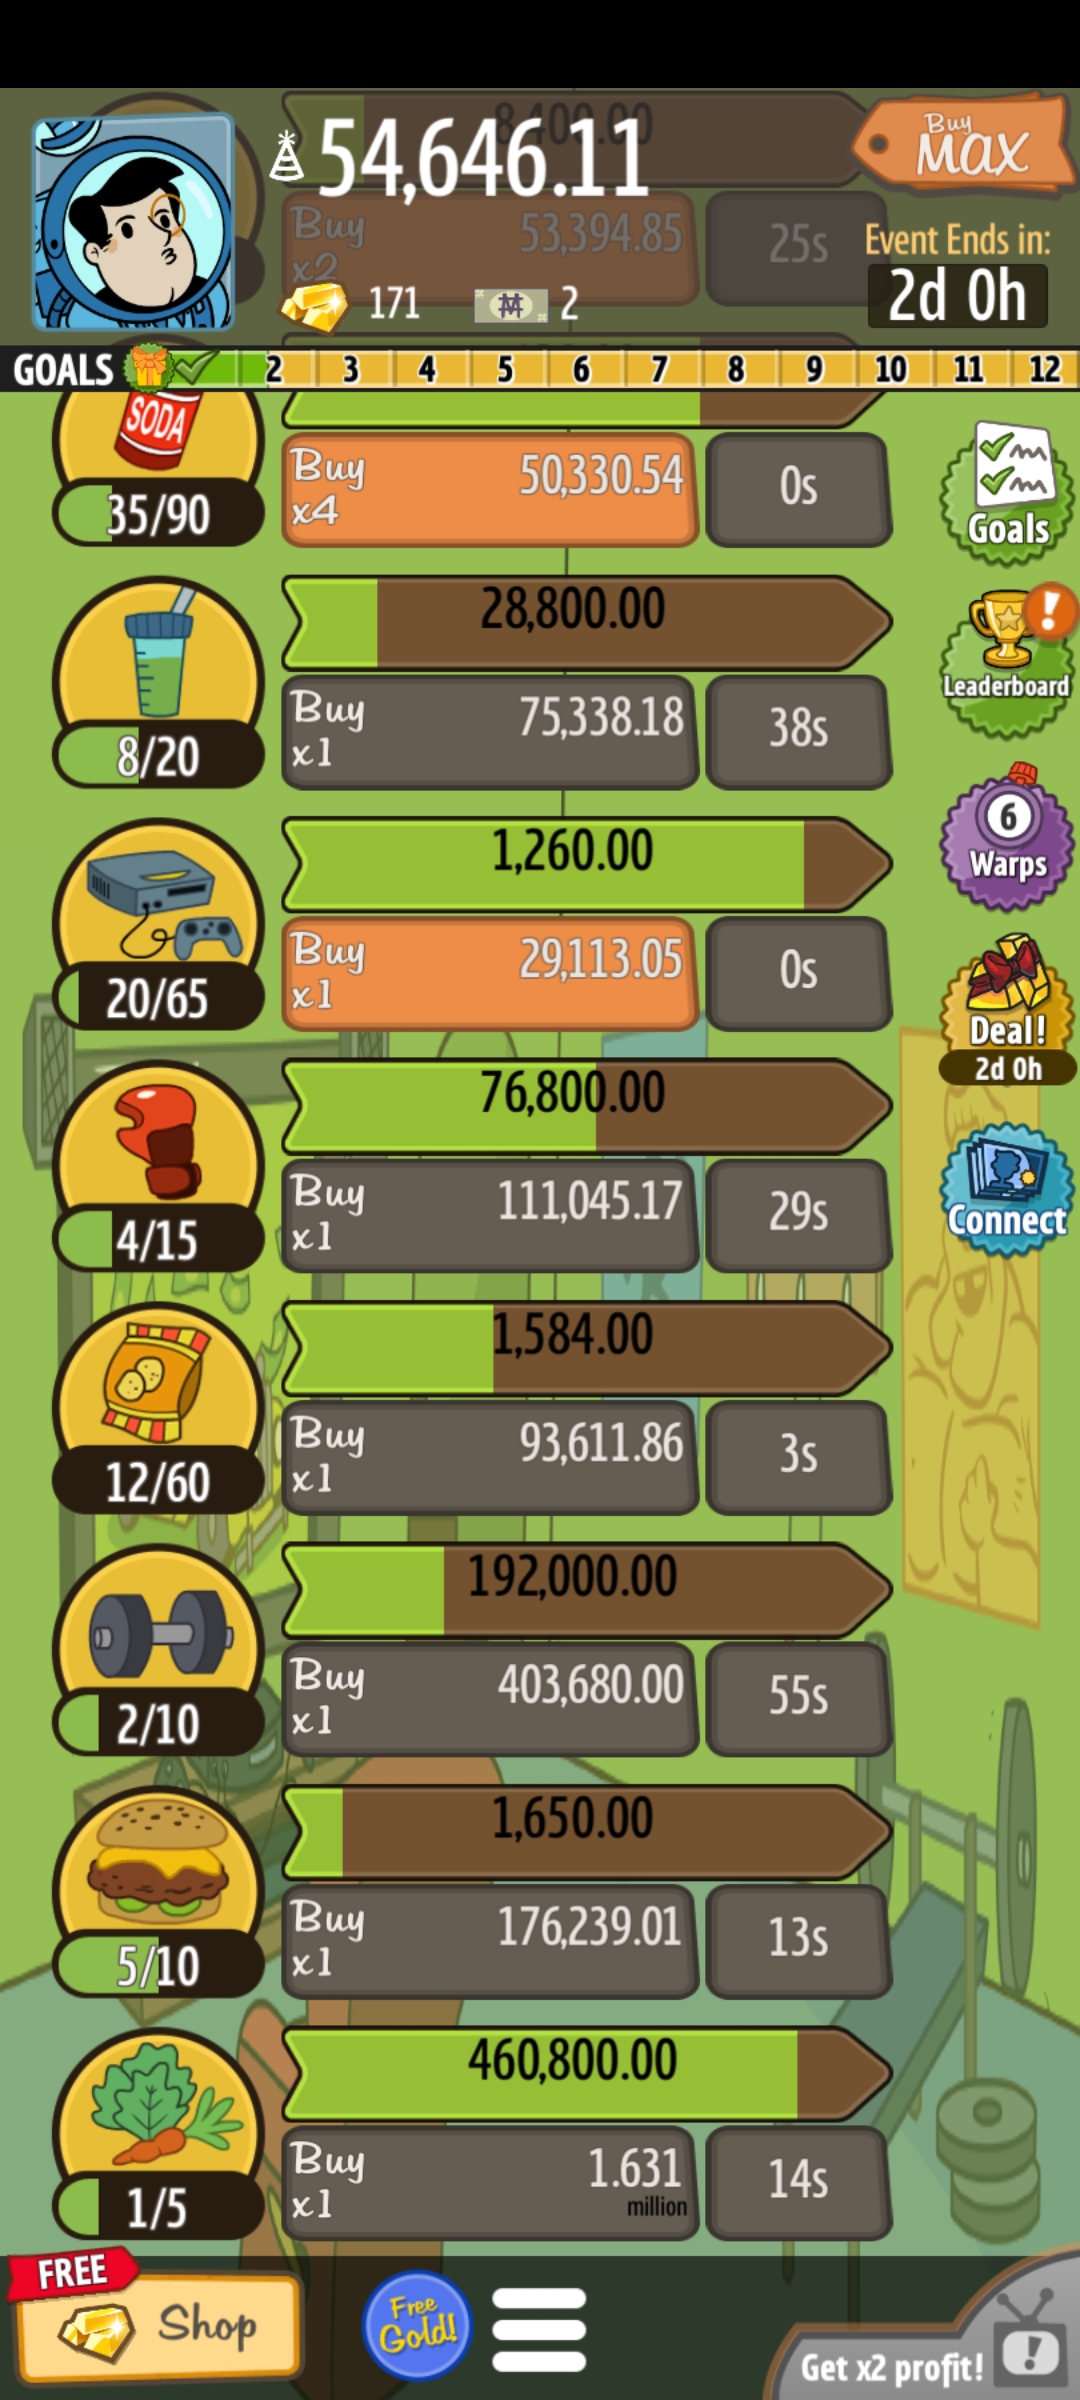 8,400.00
54,646.11
Buy
MAX
Buy
x2
53,394.85
25s
Event Ends in:
2d 0h
171
2
GOALS
2
3
4
5
6
7
8
9
10
11
12
SODA
35/90
Buy
x4
50,330.54
0s
Goals
28,800.00
8/20
Buy
x1
75,338.18
38s
!
Leaderboard
1,260.00
20/65
Buy
x1
29,113.05
0s
6
Warps
76,800.00
4/15
Buy
x1
111,045.17
29s
Deal!
2d 0h
Connect
1,584.00
12/60
Buy
x1
93,611.86
3s
192,000.00
2/10
Buy
x1
403,680.00
55s
1,650.00
5/10
Buy
x1
176,239.01
13s
460,800.00
1/5
Buy
x1
1.631
million
14s
FREE
Shop
Free
Gold!
Get x2 profit!
!